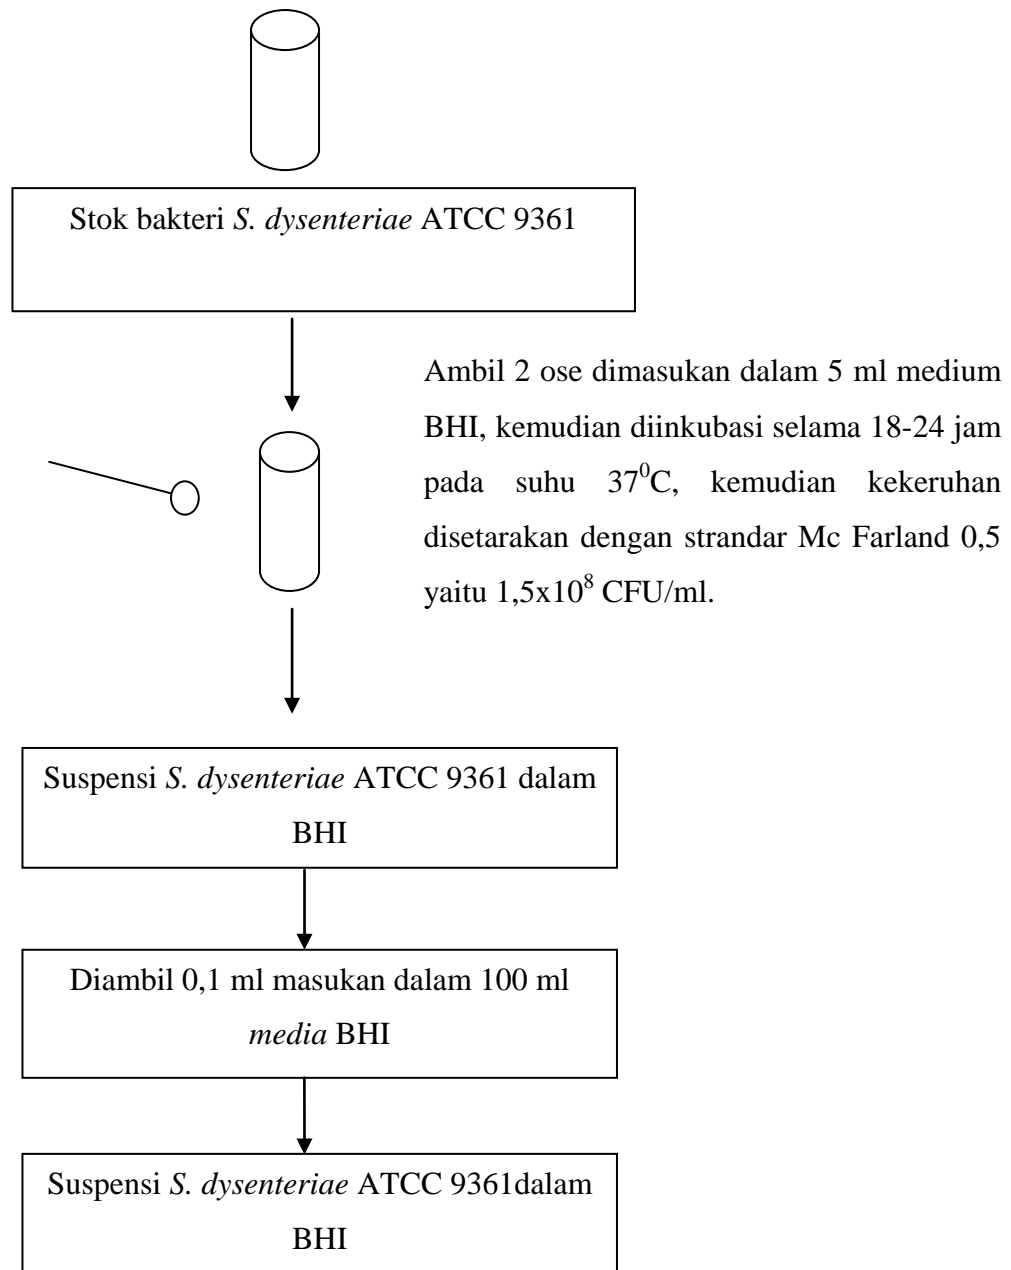 Stok bakteri S. dysenteriae ATCC 9361
Ambil 2 ose dimasukan dalam 5 ml medium
BHI, kemudian diinkubasi selama 18-24 jam
pada suhu 37⁰C, kemudian kekeruhan
disetarakan dengan strandar Mc Farland 0,5
yaitu 1,5x10⁸ CFU/ml.
Suspensi S. dysenteriae ATCC 9361 dalam
BHI
Diambil 0,1 ml masukan dalam 100 ml
media BHI
Suspensi S. dysenteriae ATCC 9361dalam
BHI